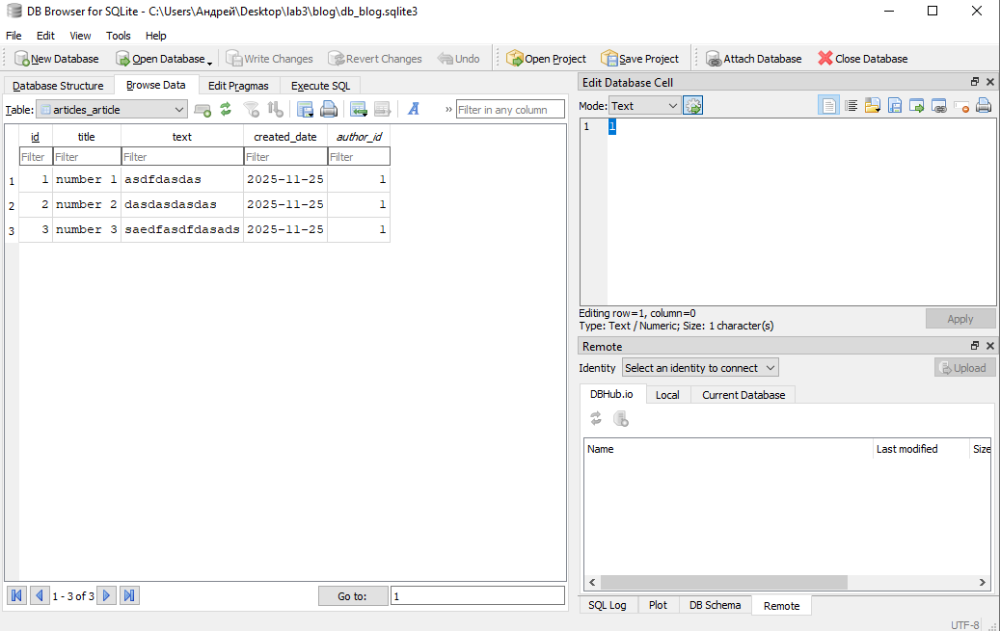 DB Browser for SQLite - C:\Users\Андрей\Desktop\lab3\blog\db_blog.sqlite3
File Edit View Tools Help
New Database Open Database Write Changes Revert Changes Undo Open Project Save Project Attach Database Close Database
Database Structure Browse Data Edit Pragmas Execute SQL
Table: articles_article Filter in any column
id title text created_date author_id
Filter Filter Filter Filter Filter
1 1 number 1 asdfdasdas 2025-11-25 1
2 2 number 2 dasdasdasdas 2025-11-25 1
3 3 number 3 saedfasdfdasads 2025-11-25 1
1 - 3 of 3 Go to: 1
Edit Database Cell
Mode: Text
1 1
Editing row=1, column=0
Type: Text / Numeric; Size: 1 character(s)
Apply
Remote
Identity Select an identity to connect Upload
DBHub.io Local Current Database
Name Last modified Size
SQL Log Plot DB Schema Remote
UTF-8